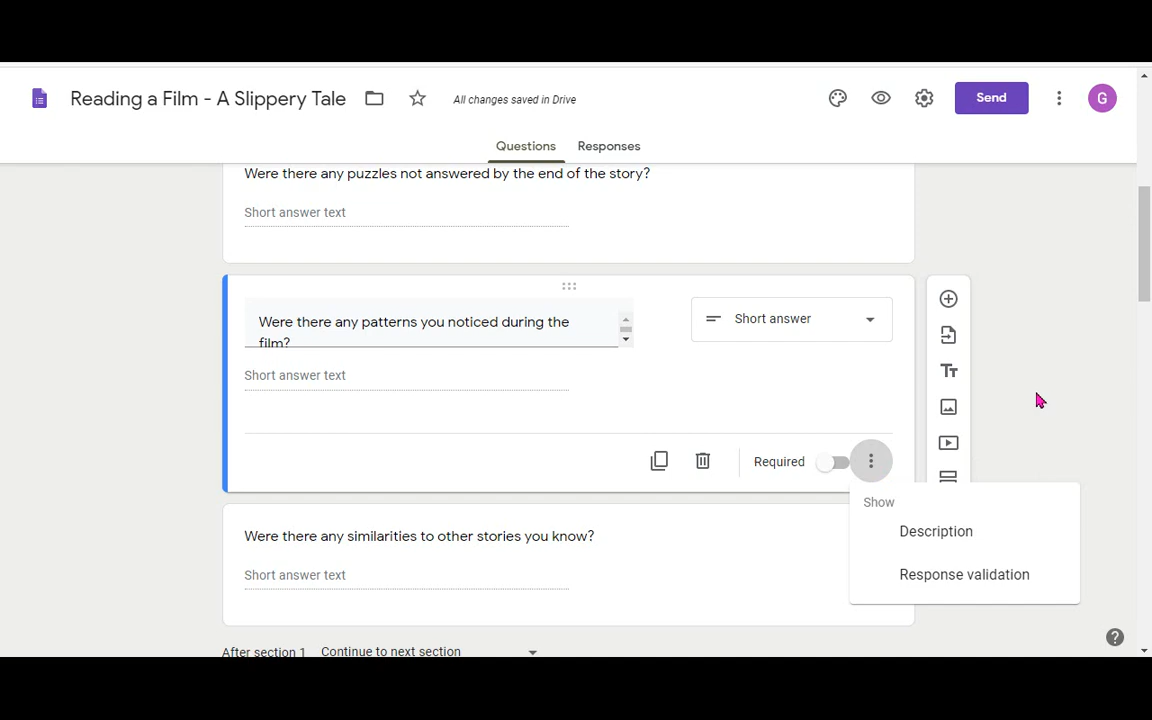 Reading a Film - A Slippery Tale
All changes saved in Drive
Send
G
Questions
Responses
Were there any puzzles not answered by the end of the story?
Short answer text
Were there any patterns you noticed during the
film?
Short answer
Short answer text
Required
Show
Description
Response validation
Were there any similarities to other stories you know?
Short answer text
After section 1
Continue to next section